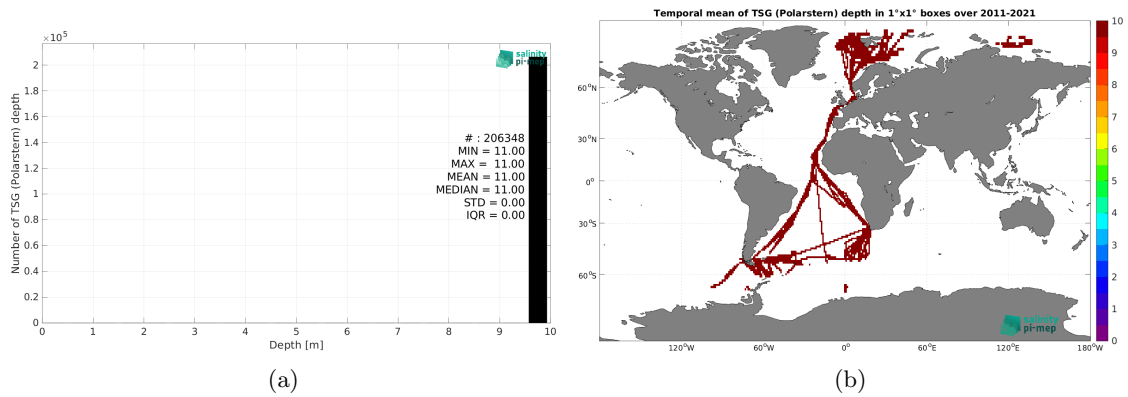 ×10⁵
salinity
pi-mep
2
1.8
1.6
1.4
1.2
1
0.8
0.6
0.4
0.2
0
Number of TSG (Polarstern) depth
# : 206348
MIN = 11.00
MAX = 11.00
MEAN = 11.00
MEDIAN = 11.00
STD = 0.00
IQR = 0.00
0 1 2 3 4 5 6 7 8 9 10
Depth [m]
(a)
Temporal mean of TSG (Polarstern) depth in 1°x1° boxes over 2011-2021
60°N
30°N
0°
30°S
60°S
120°W 60°W 0° 60°E 120°E 180°W
salinity
pi-mep
10
9
8
7
6
5
4
3
2
1
0
(b)